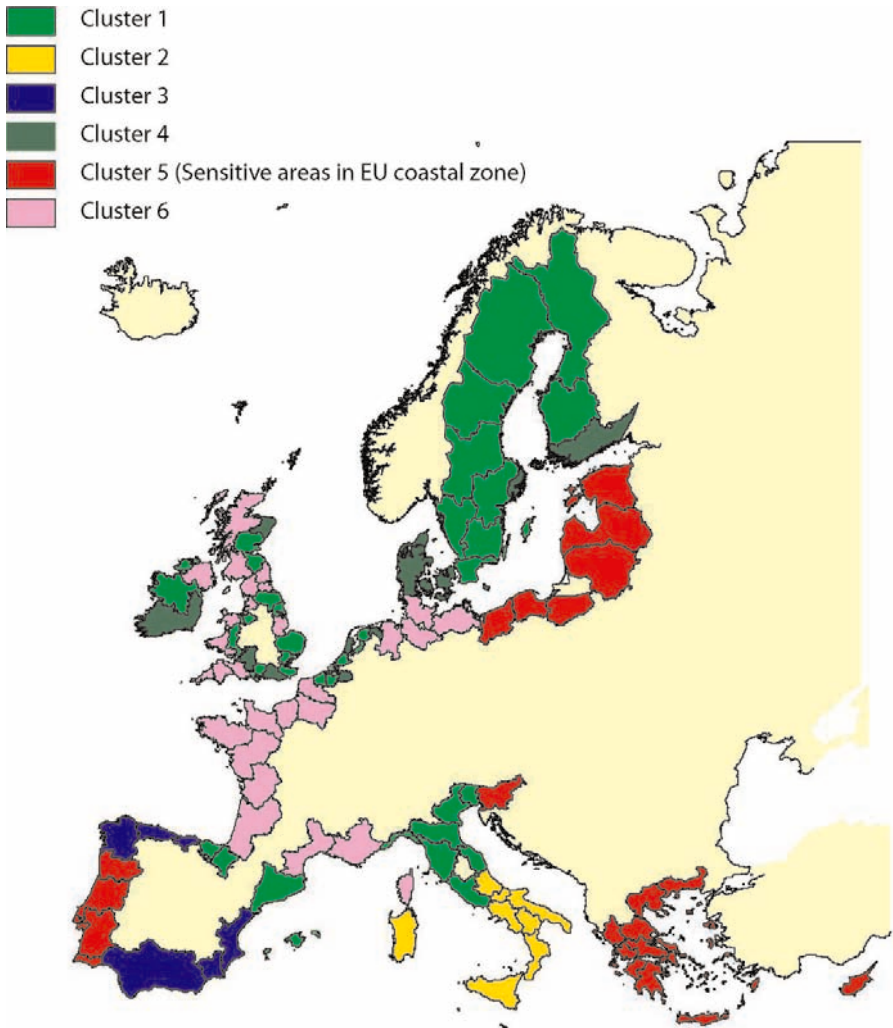 Cluster 1
Cluster 2
Cluster 3
Cluster 4
Cluster 5 (Sensitive areas in EU coastal zone)
Cluster 6